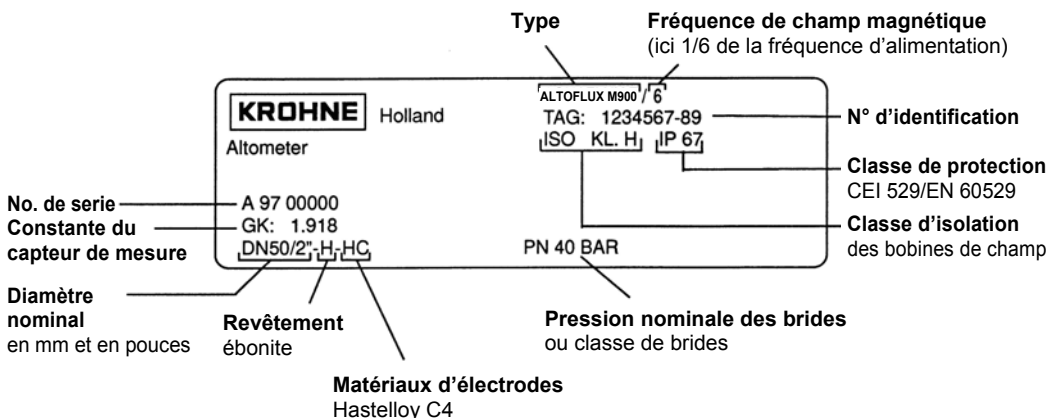 Type
Fréquence de champ magnétique
(ici 1/6 de la fréquence d'alimentation)
KROHNE Holland
Altometer
ALTOFLUX M900 / 6
TAG: 1234567-89
ISO KL. H IP 67
N° d'identification
Classe de protection
CEI 529/EN 60529
Classe d'isolation
des bobines de champ
No. de serie
Constante du
capteur de mesure
A 97 00000
GK: 1.918
DN50/2"-H-HC
PN 40 BAR
Diamètre
nominal
en mm et en pouces
Revêtement
ébonite
Matériaux d'électrodes
Hastelloy C4
Pression nominale des brides
ou classe de brides